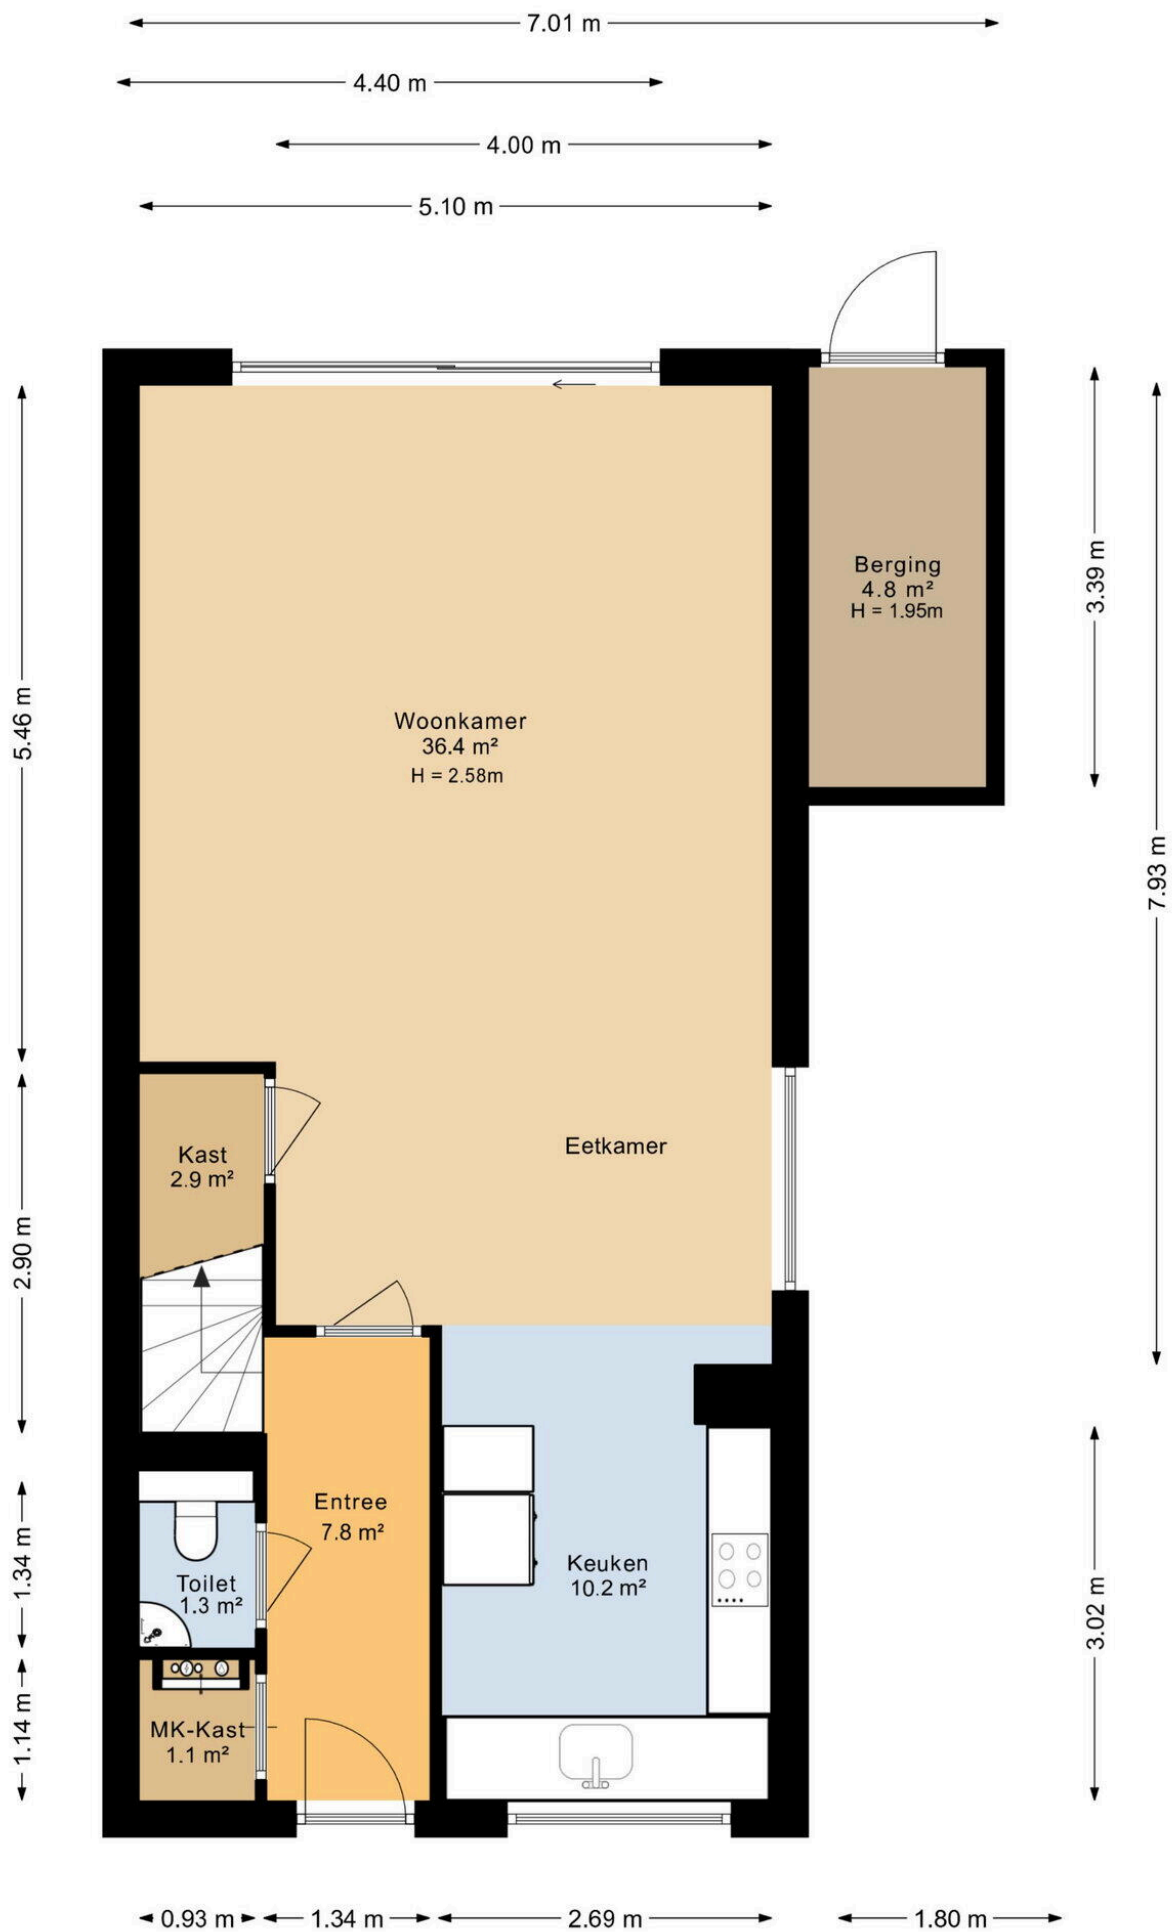 7.01 m
4.40 m
4.00 m
5.10 m
Berging
4.8 m²
H = 1.95m
3.39 m
5.46 m
Woonkamer
36.4 m²
H = 2.58m
7.93 m
Eetkamer
Kast
2.9 m²
2.90 m
Entree
7.8 m²
Keuken
10.2 m²
Toilet
1.3 m²
1.34 m
3.02 m
MK-Kast
1.1 m²
1.14 m
0.93 m
1.34 m
2.69 m
1.80 m